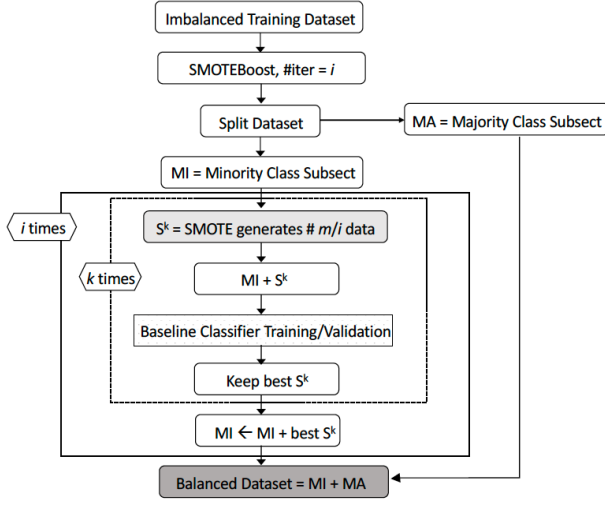 Imbalanced Training Dataset
SMOTEBoost, #iter = i
Split Dataset
MA = Majority Class Subsect
MI = Minority Class Subsect
i times
Sᵏ = SMOTE generates # m/i data
k times
MI + Sᵏ
Baseline Classifier Training/Validation
Keep best Sᵏ
MI ← MI + best Sᵏ
Balanced Dataset = MI + MA